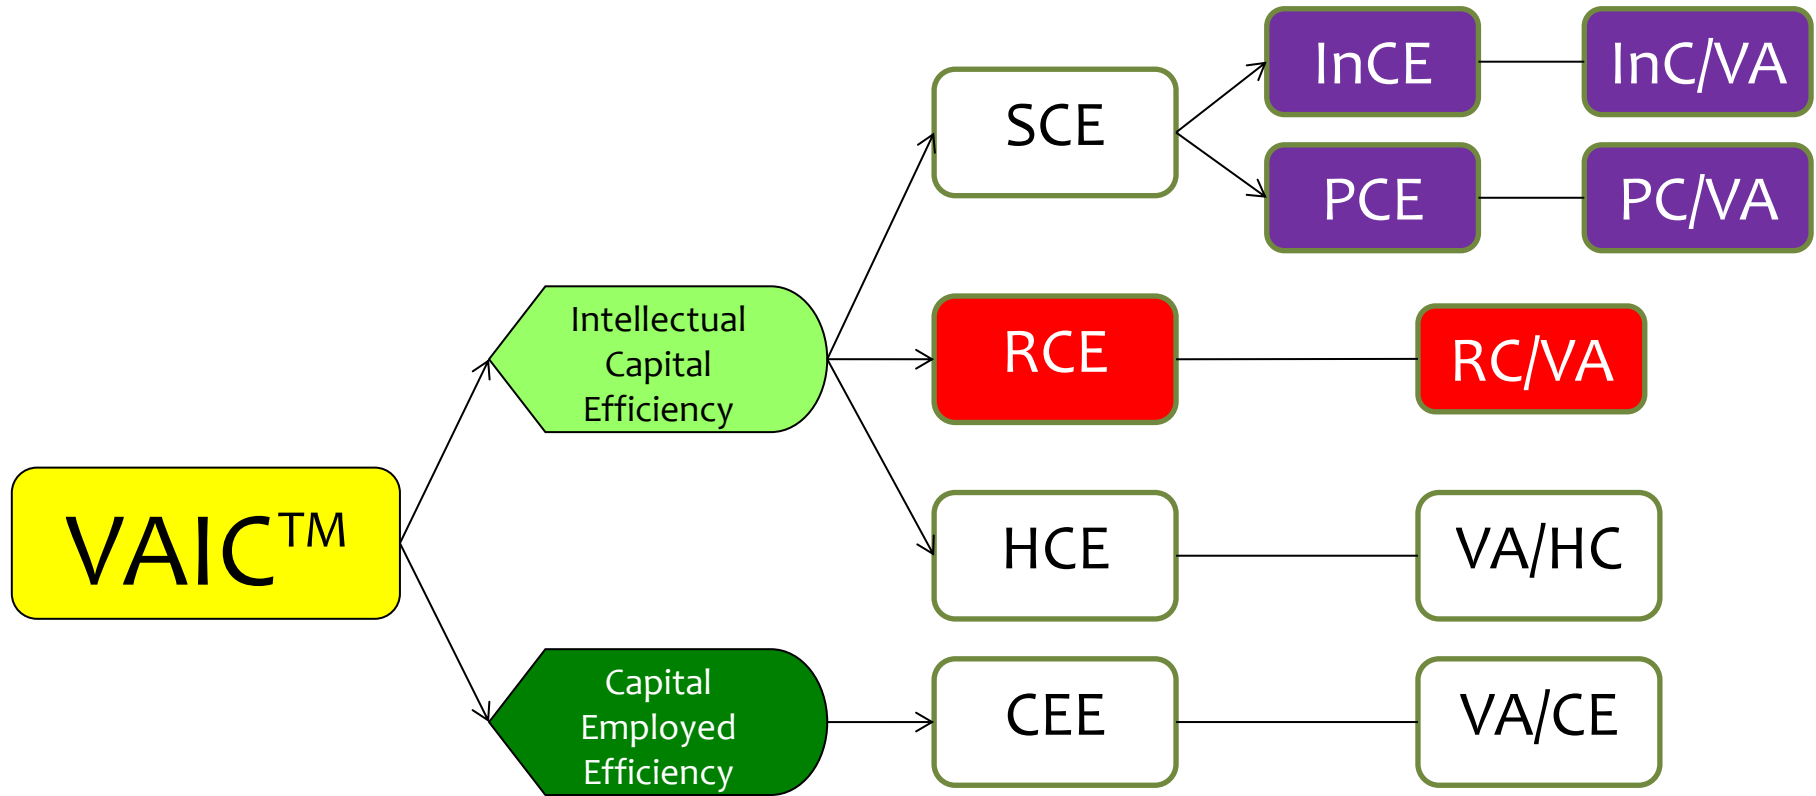 VAIC™
Intellectual
Capital
Efficiency
Capital
Employed
Efficiency
SCE
InCE
InC/VA
PCE
PC/VA
RCE
RC/VA
HCE
VA/HC
CEE
VA/CE